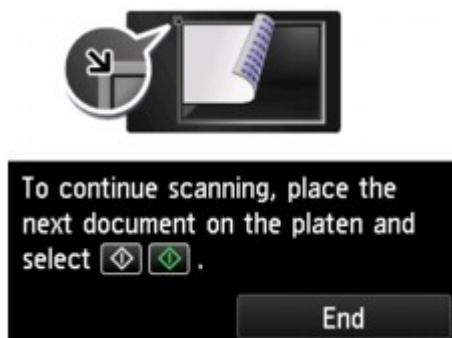 To continue scanning, place the
next document on the platen and
select .
End